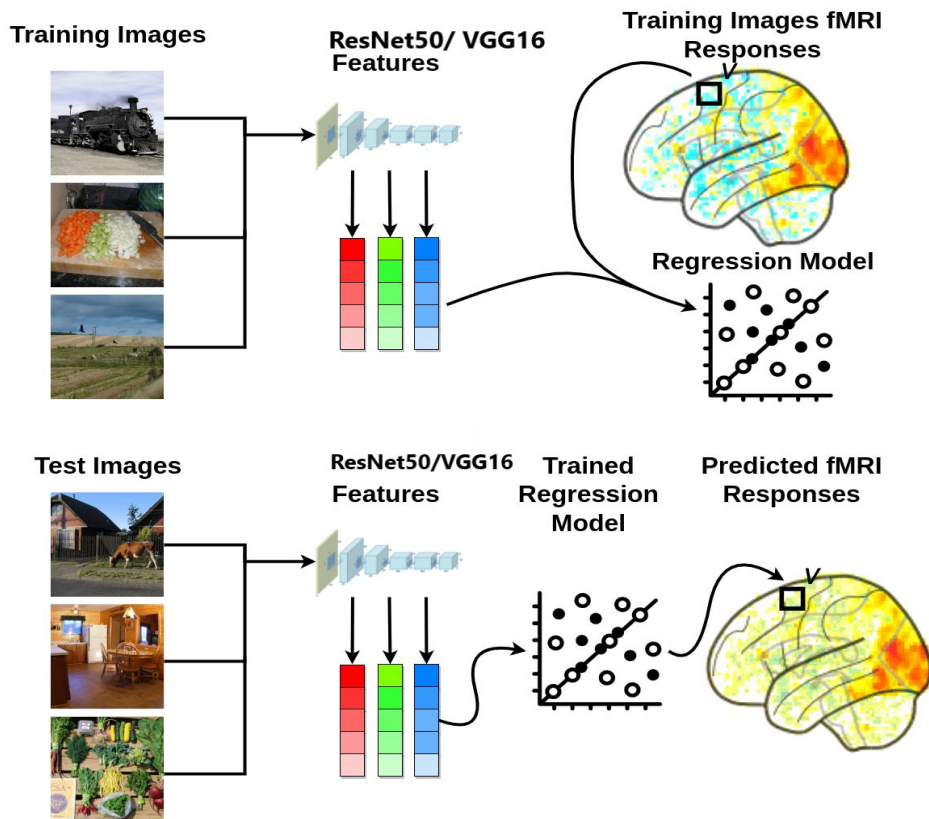 Training Images
ResNet50/ VGG16
Features
Training Images fMRI
Responses
V
Regression Model
Test Images
ResNet50/VGG16
Features
Trained
Regression
Model
Predicted fMRI
Responses
V